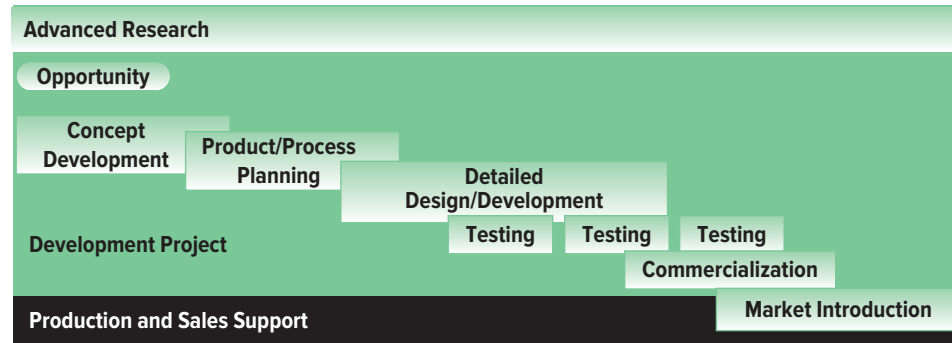 Advanced Research
Opportunity
Concept
Development
Product/Process
Planning
Detailed
Design/Development
Testing
Testing
Testing
Development Project
Commercialization
Market Introduction
Production and Sales Support